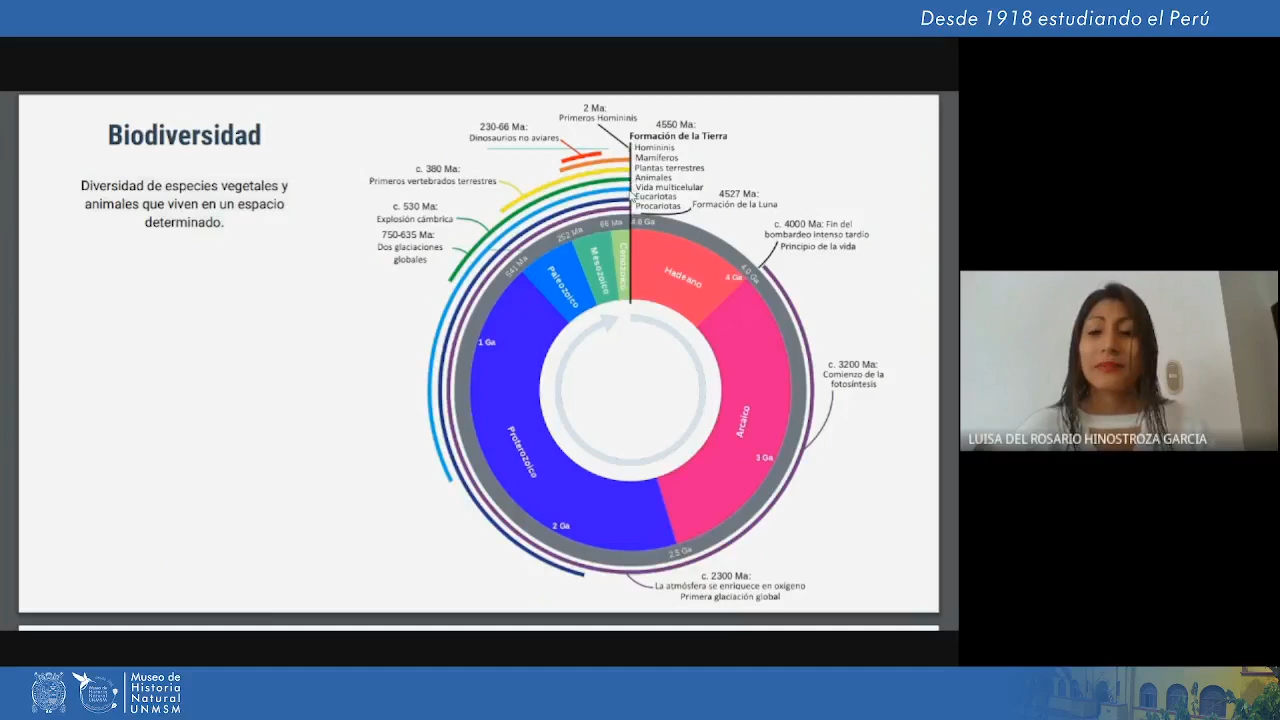 Desde 1918 estudiando el Perú
Biodiversidad
Diversidad de especies vegetales y
animales que viven en un espacio
determinado.
2 Ma:
Primeros Homininis
230-66 Ma:
Dinosaurios no aviares
c. 380 Ma:
Primeros vertebrados terrestres
c. 530 Ma:
Explosión cámbrica
750-635 Ma:
Dos glaciaciones
globales
4550 Ma:
Formación de la Tierra
Homininis
Mamíferos
Plantas terrestres
Animales
Vida multicelular
Eucariotas
Procariotas
4527 Ma:
Formación de la Luna
c. 4000 Ma: Fin del
bombardeo intenso tardío
Principio de la vida
c. 3200 Ma:
Comienzo de la
fotosíntesis
c. 2300 Ma:
La atmósfera se enriquece en oxígeno
Primera glaciación global
4.6 Ga
4 Ga
4.0 Ga
3 Ga
2.5 Ga
2 Ga
1 Ga
541 Ma
252 Ma
66 Ma
Hadeano
Arcaico
Proterozoico
Paleozoico
Mesozoico
Cenozoico
LUISA DEL ROSARIO HINOSTROZA GARCIA
Museo de
Historia
Natural
UNMSM